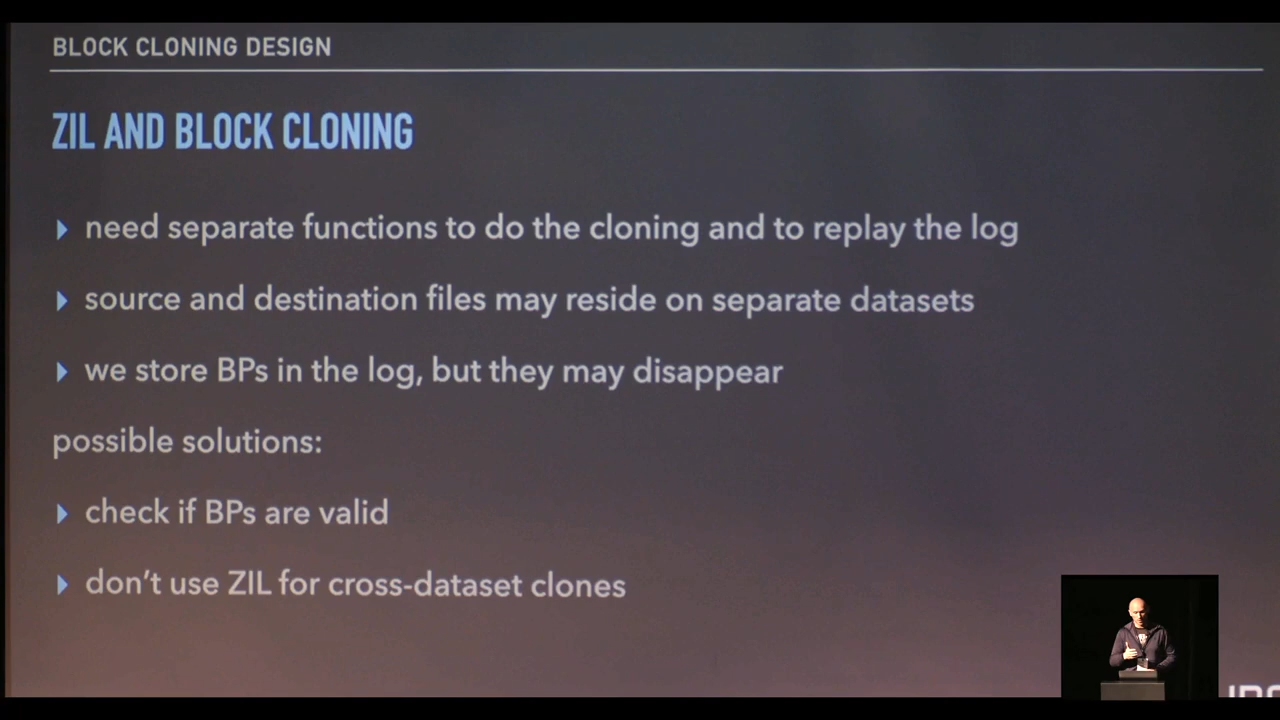 BLOCK CLONING DESIGN
ZIL AND BLOCK CLONING
need separate functions to do the cloning and to replay the log
source and destination files may reside on separate datasets
we store BPs in the log, but they may disappear
possible solutions:
check if BPs are valid
don't use ZIL for cross-dataset clones